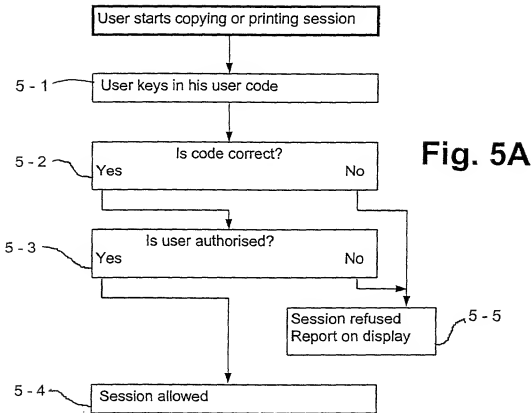 User starts copying or printing session
5 - 1
User keys in his user code
Fig. 5A
5 - 2
Is code correct?
Yes No
5 - 3
Is user authorised?
Yes No
Session refused
Report on display
5 - 5
5 - 4
Session allowed